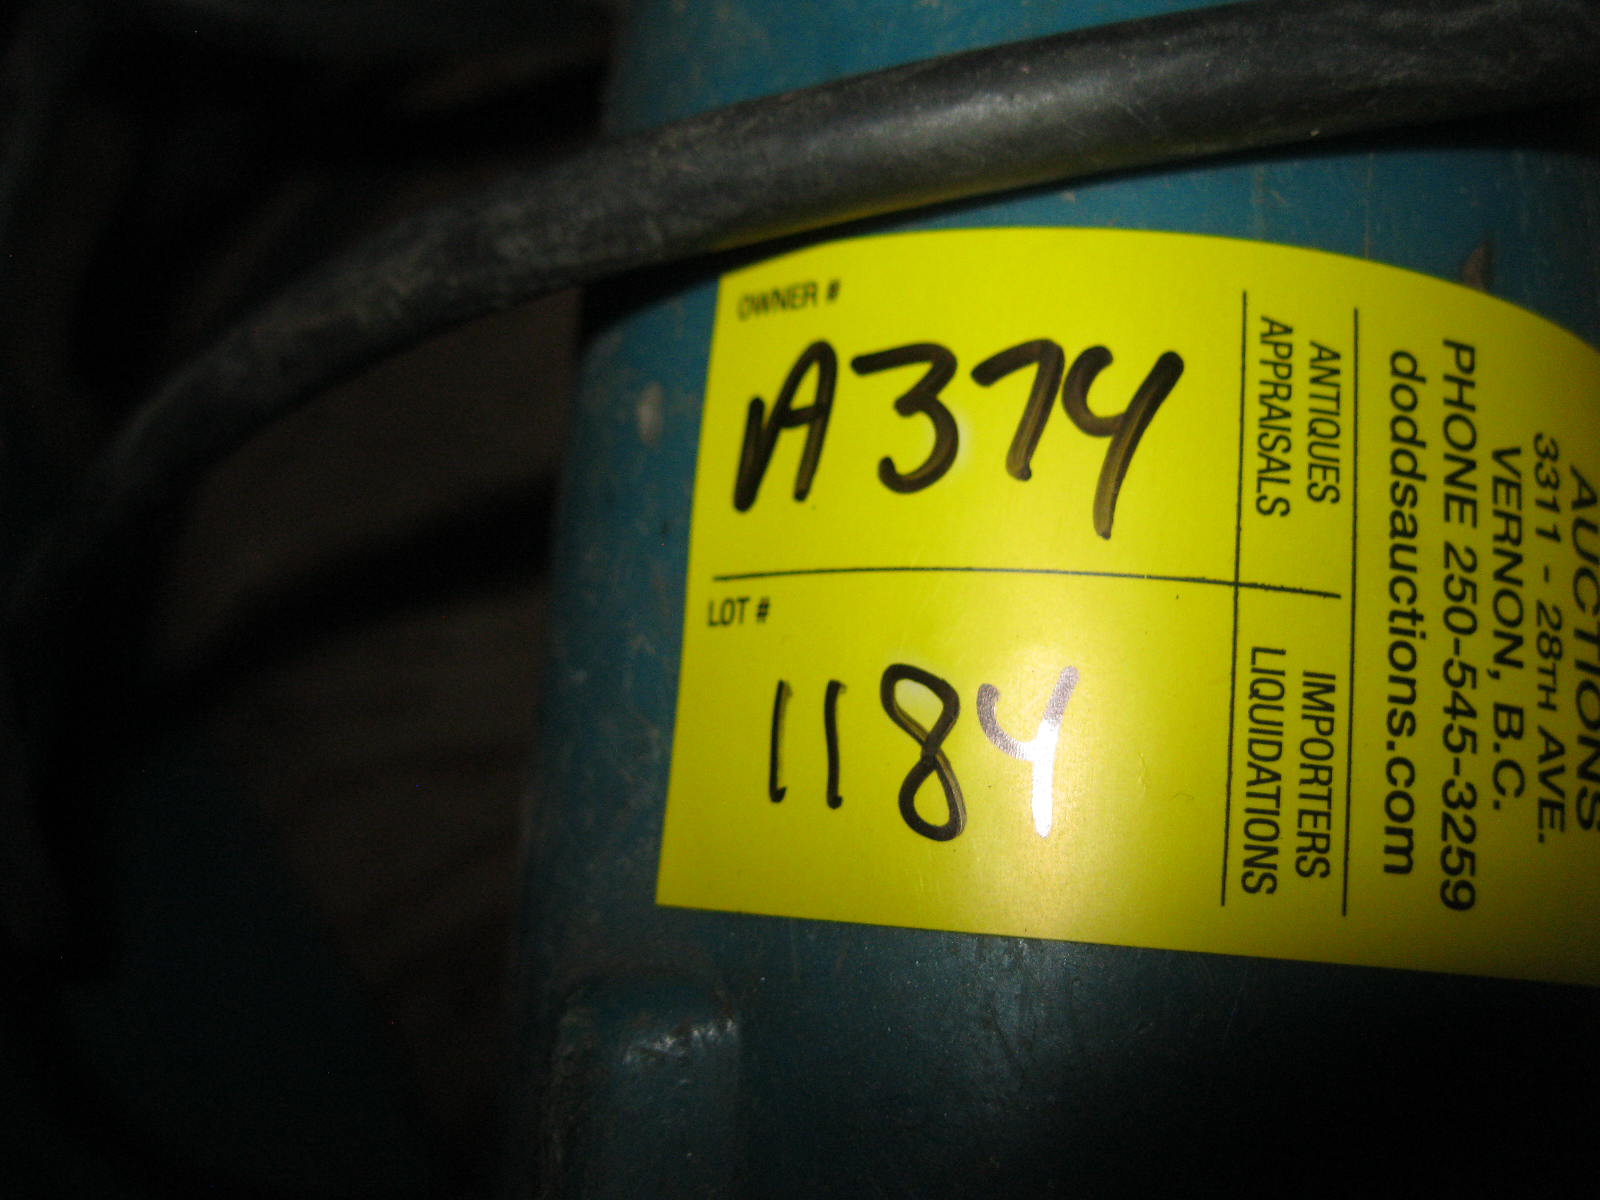 OWNER #
A374
LOT #
1184
ANTIQUES
APPRAISALS
IMPORTERS
LIQUIDATIONS
AUCTIONS
3311 - 28TH AVE.
VERNON, B.C.
PHONE 250-545-3259
doddsauctions.com